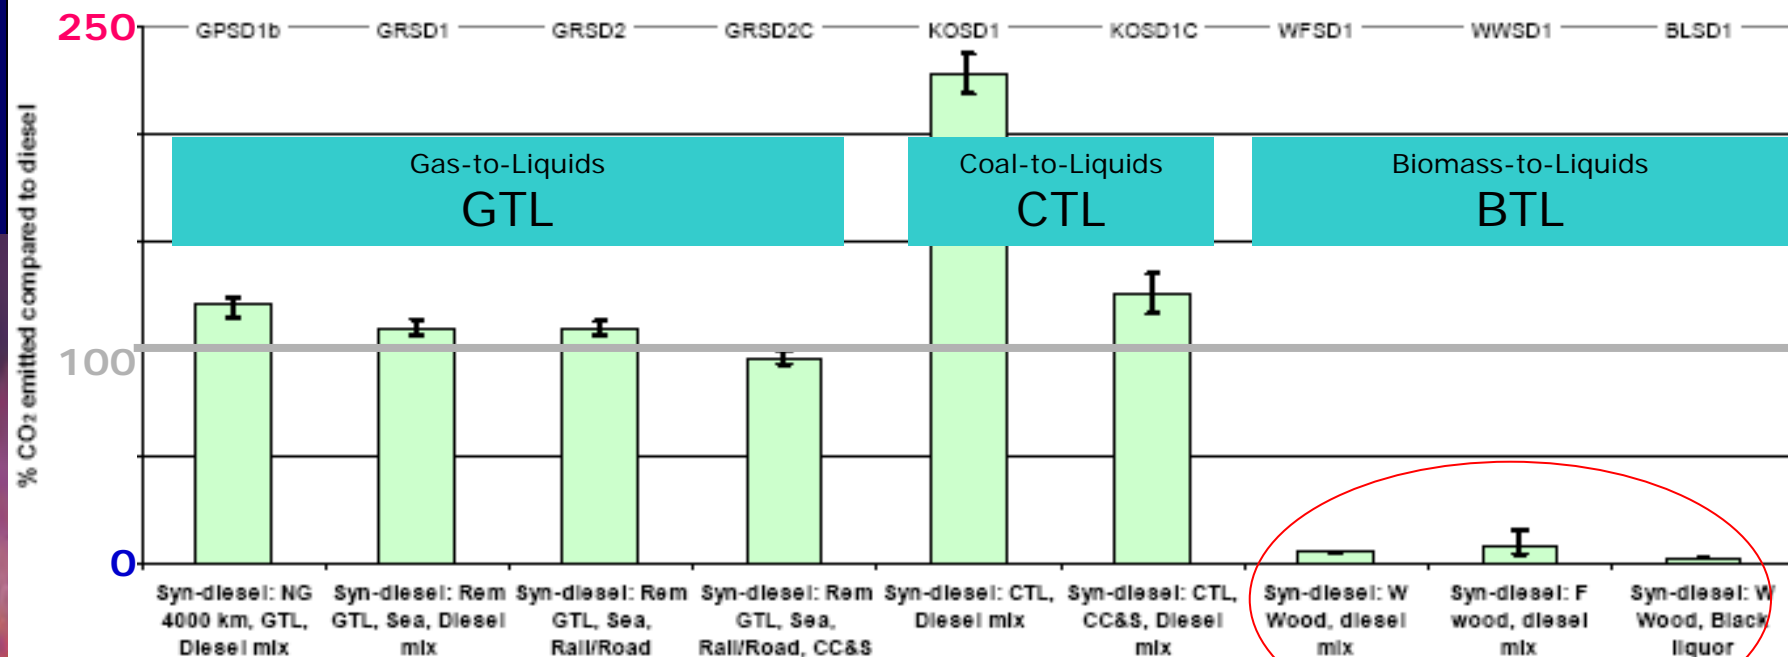 250
GPSD1b GRSD1 GRSD2 GRSD2C KOSD1 KOSD1C WFSD1 WWSD1 BLSD1
% CO2 emitted compared to diesel
Gas-to-Liquids
GTL
Coal-to-Liquids
CTL
Biomass-to-Liquids
BTL
100
0
Syn-diesel: NG
4000 km, GTL,
Diesel mix
Syn-diesel: Rem
GTL, Sea, Diesel
mix
Syn-diesel: Rem
GTL, Sea,
Rail/Road
Syn-diesel: Rem
GTL, Sea,
Rail/Road, CC&S
Syn-diesel: CTL,
Diesel mix
Syn-diesel: CTL,
CC&S, Diesel
mix
Syn-diesel: W
Wood, diesel
mix
Syn-diesel: F
wood, diesel
mix
Syn-diesel: W
Wood, Black
liquor